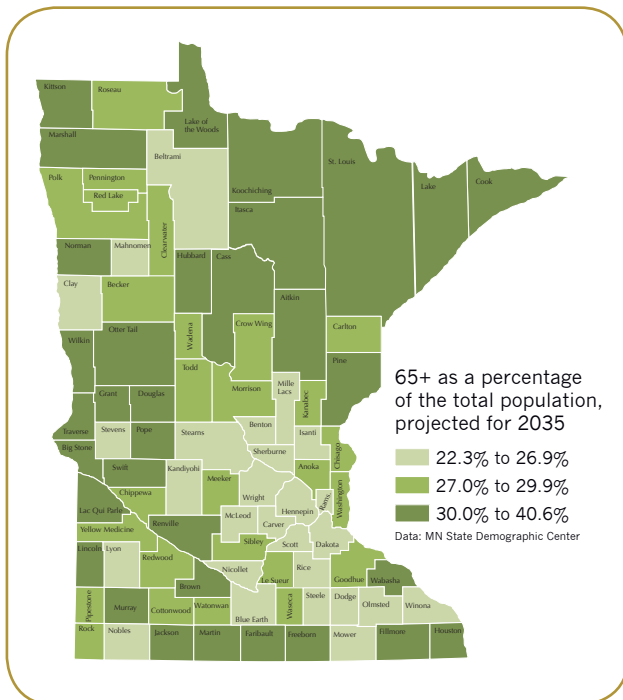 Kittson
Roseau
Lake of
the Woods
Marshall
Beltrami
St. Louis
Polk
Pennington
Red Lake
Koochiching
Lake
Cook
Itasca
Clearwater
Norman
Mahnomen
Hubbard
Cass
Clay
Becker
Aitkin
Wadena
Crow Wing
Carlton
Otter Tail
Wilkin
Pine
Todd
Morrison
Mille
Lacs
Kanabec
Grant
Douglas
Traverse
Stevens
Pope
Stearns
Benton
Isanti
Chisago
Big Stone
Sherburne
Swift
Kandiyohi
Anoka
Meeker
Wright
Washington
Chippewa
Rams.
Hennepin
Lac Qui Parle
McLeod
Carver
Yellow Medicine
Renville
Scott
Dakota
Sibley
Lincoln
Lyon
Redwood
Nicollet
Le Sueur
Rice
Goodhue
Wabasha
Brown
Pipestone
Murray
Cottonwood
Watonwan
Blue Earth
Waseca
Steele
Dodge
Olmsted
Winona
Rock
Nobles
Jackson
Martin
Faribault
Freeborn
Mower
Fillmore
Houston
65+ as a percentage
of the total population,
projected for 2035
22.3% to 26.9%
27.0% to 29.9%
30.0% to 40.6%
Data: MN State Demographic Center